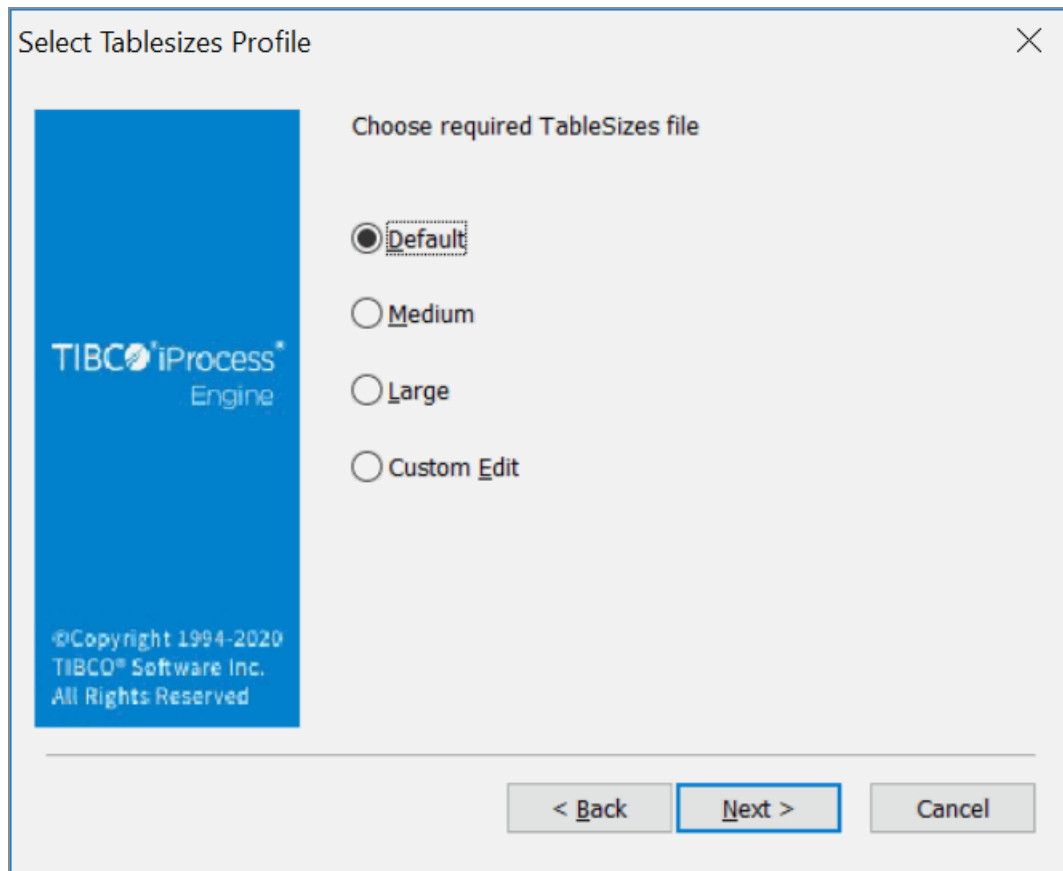 Select Tablesizes Profile
Choose required TableSizes file
Default
Medium
TIBCO® iProcess®
Engine
Large
Custom Edit
©Copyright 1994-2020
TIBCO® Software Inc.
All Rights Reserved
< Back
Next >
Cancel